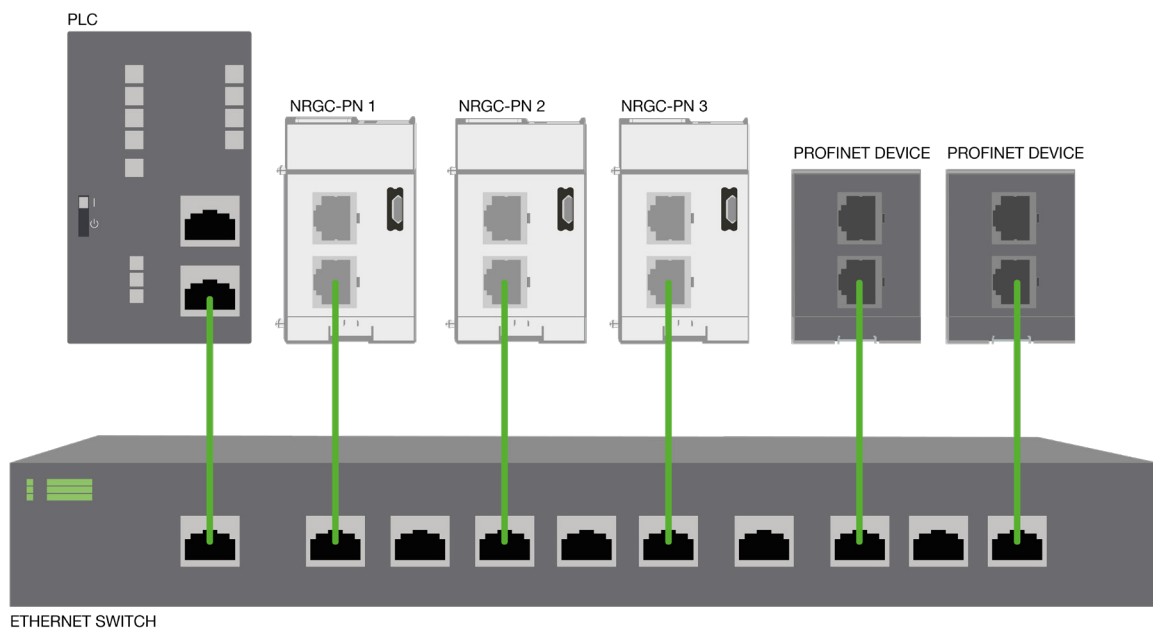 PLC
NRGC-PN 1
NRGC-PN 2
NRGC-PN 3
PROFINET DEVICE
PROFINET DEVICE
ETHERNET SWITCH